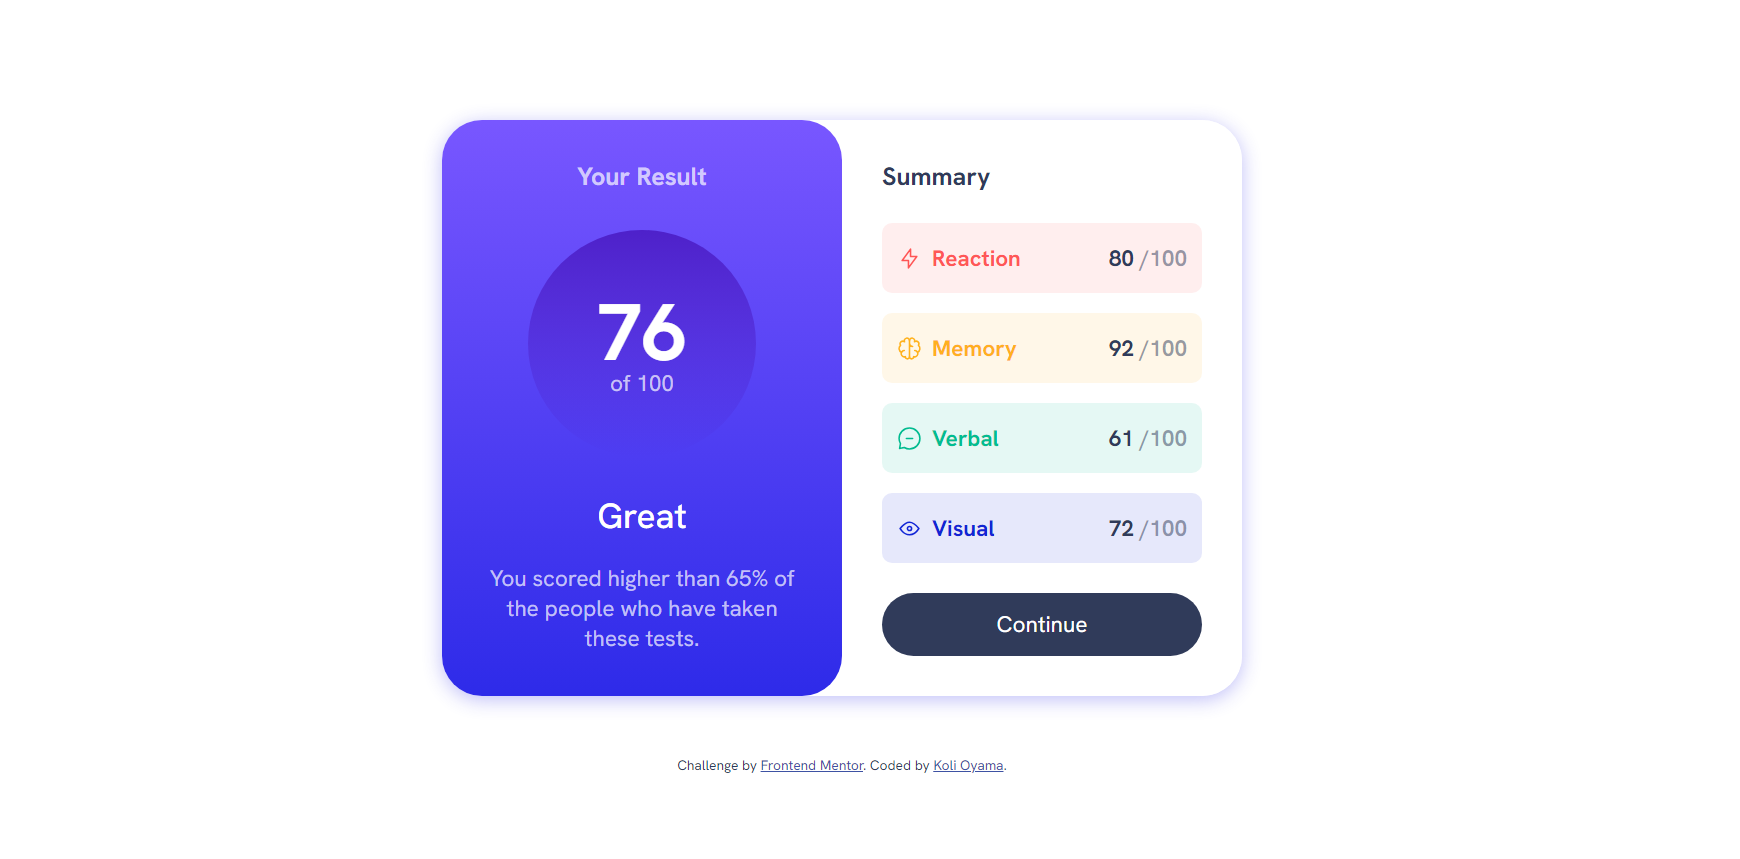 Your Result
76
of 100
Great
You scored higher than 65% of
the people who have taken
these tests.
Summary
Reaction 80 /100
Memory 92 /100
Verbal 61 /100
Visual 72 /100
Continue
Challenge by Frontend Mentor. Coded by Koli Oyama.